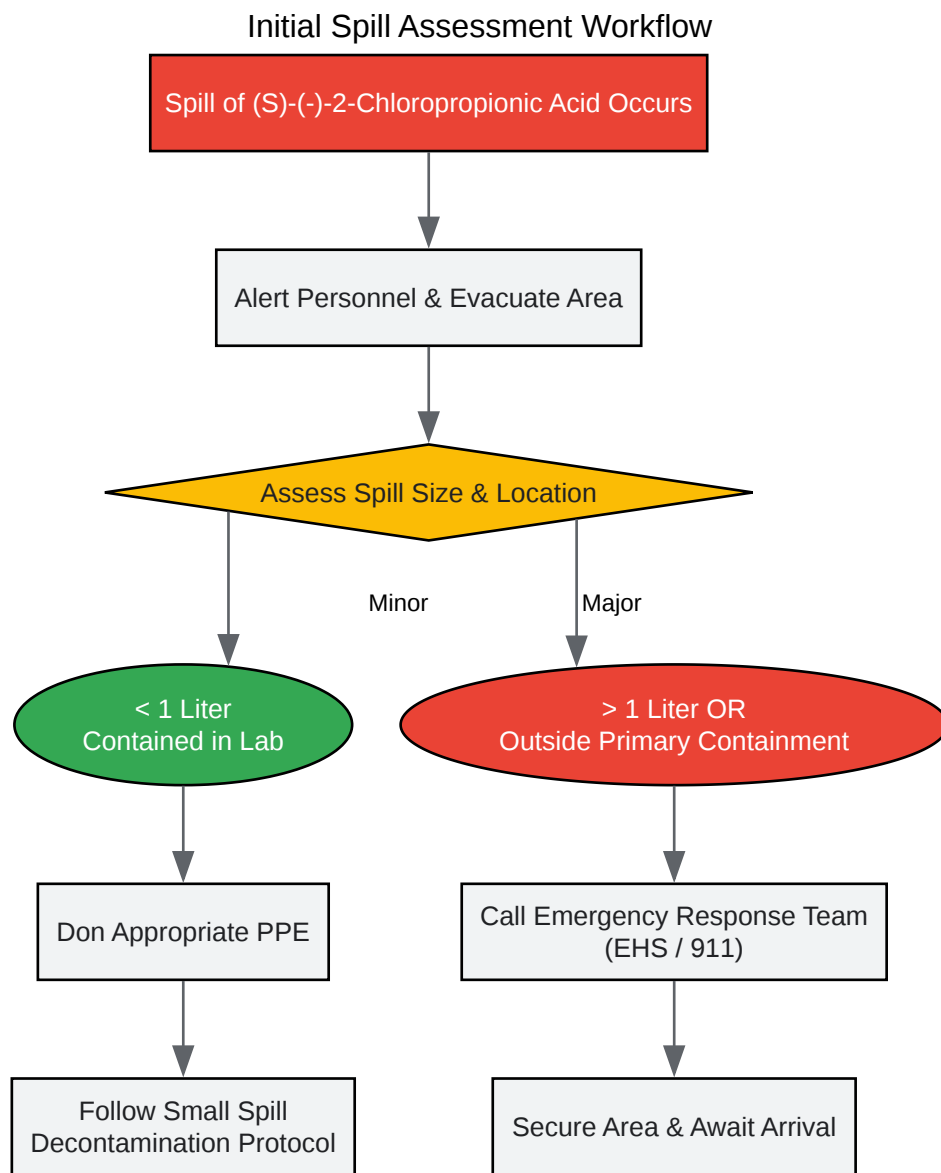 Initial Spill Assessment Workflow
Spill of (S)-(-)-2-Chloropropionic Acid Occurs
Alert Personnel & Evacuate Area
Assess Spill Size & Location
Minor
Major
< 1 Liter
Contained in Lab
> 1 Liter OR
Outside Primary Containment
Don Appropriate PPE
Call Emergency Response Team
(EHS / 911)
Follow Small Spill
Decontamination Protocol
Secure Area & Await Arrival